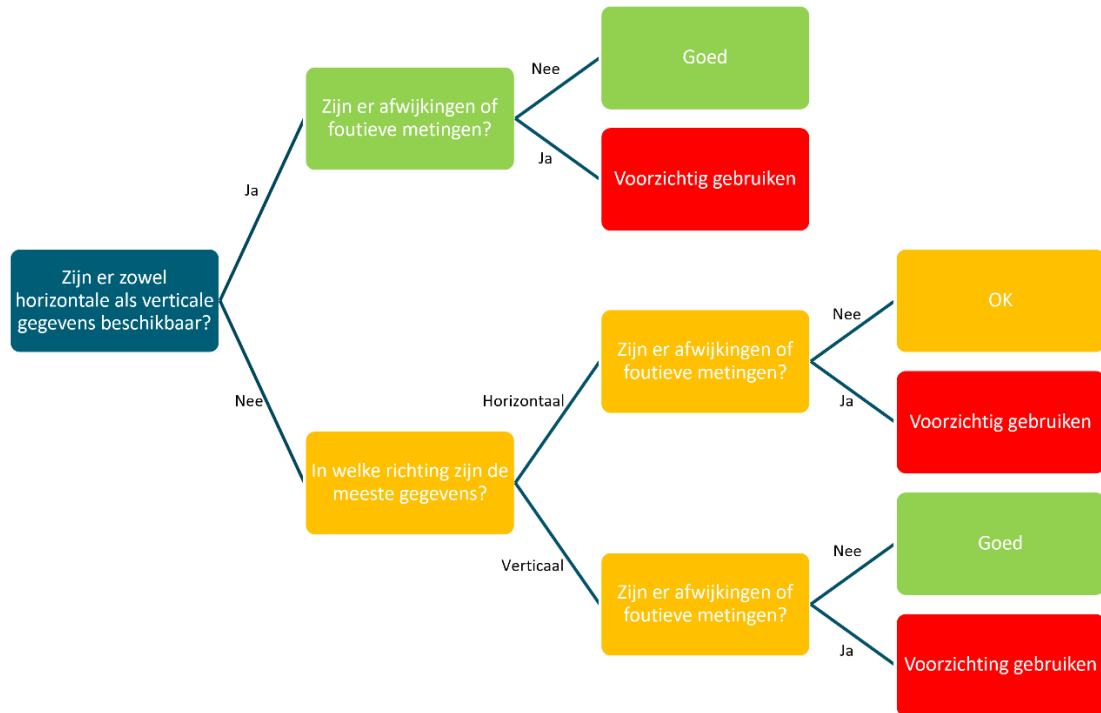 Zijn er zowel
horizontale als verticale
gegevens beschikbaar?
Ja
Nee
Zijn er afwijkingen of
foutieve metingen?
Nee
Ja
Goed
Voorzichtig gebruiken
In welke richting zijn de
meeste gegevens?
Horizontaal
Verticaal
Zijn er afwijkingen of
foutieve metingen?
Nee
Ja
OK
Voorzichtig gebruiken
Zijn er afwijkingen of
foutieve metingen?
Nee
Ja
Goed
Voorzichting gebruiken